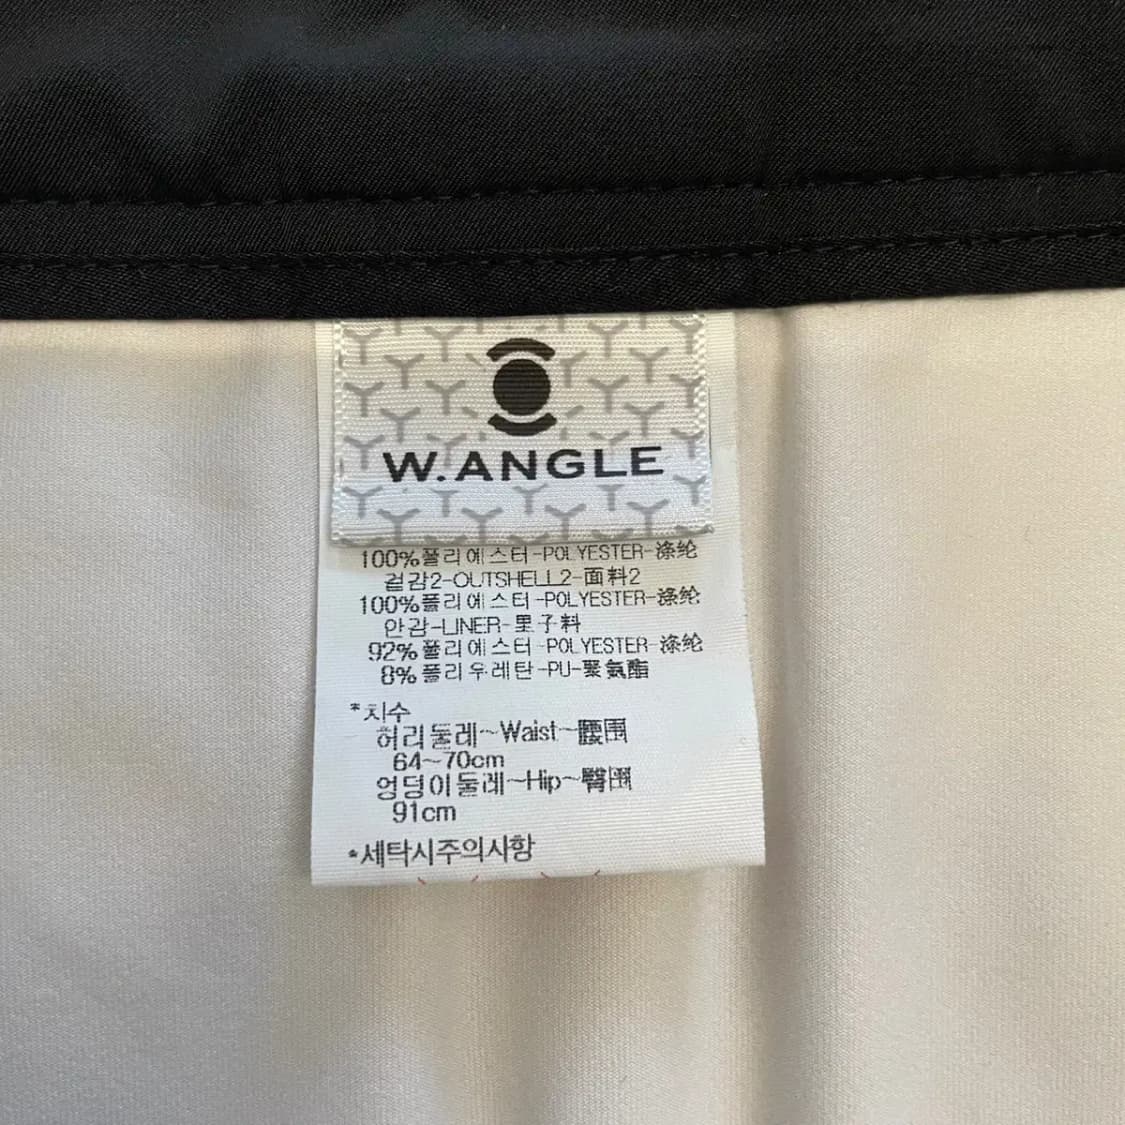 W.ANGLE
100%폴리에스터-POLYESTER-涤纶
겉감2-OUTSHELL2-面料2
100%폴리에스터-POLYESTER-涤纶
안감-LINER-里子料
92%폴리에스터-POLYESTER-涤纶
8%폴리우레탄-PU-聚氨酯
*치수
허리둘레~Waist~腰围
64~70cm
엉덩이둘레~Hip~臀围
91cm
*세탁시주의사항